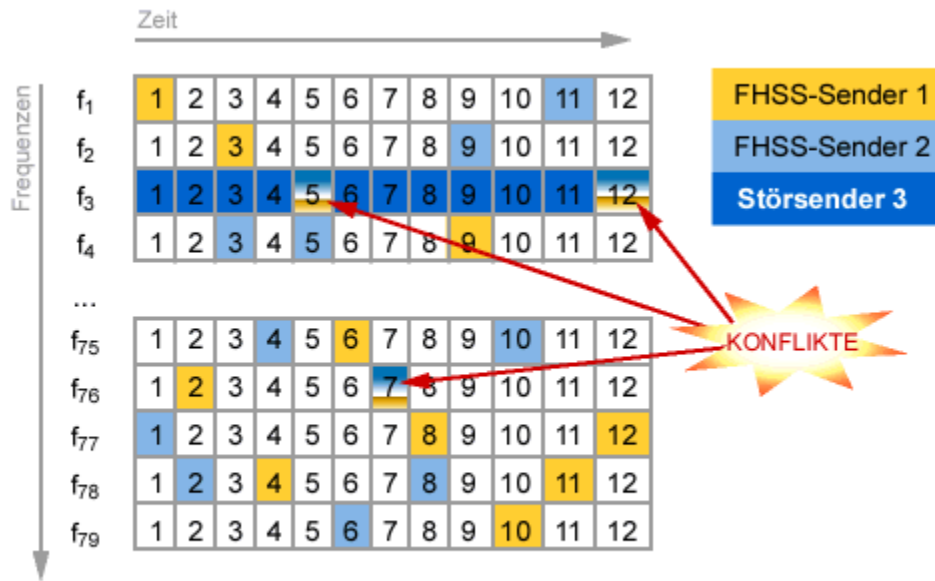 Zeit
Frequenzen
f1 1 2 3 4 5 6 7 8 9 10 11 12
f2 1 2 3 4 5 6 7 8 9 10 11 12
f3 1 2 3 4 5 6 7 8 9 10 11 12
f4 1 2 3 4 5 6 7 8 9 10 11 12
...
f75 1 2 3 4 5 6 7 8 9 10 11 12
f76 1 2 3 4 5 6 7 8 9 10 11 12
f77 1 2 3 4 5 6 7 8 9 10 11 12
f78 1 2 3 4 5 6 7 8 9 10 11 12
f79 1 2 3 4 5 6 7 8 9 10 11 12
FHSS-Sender 1
FHSS-Sender 2
Störsender 3
KONFLIKTE